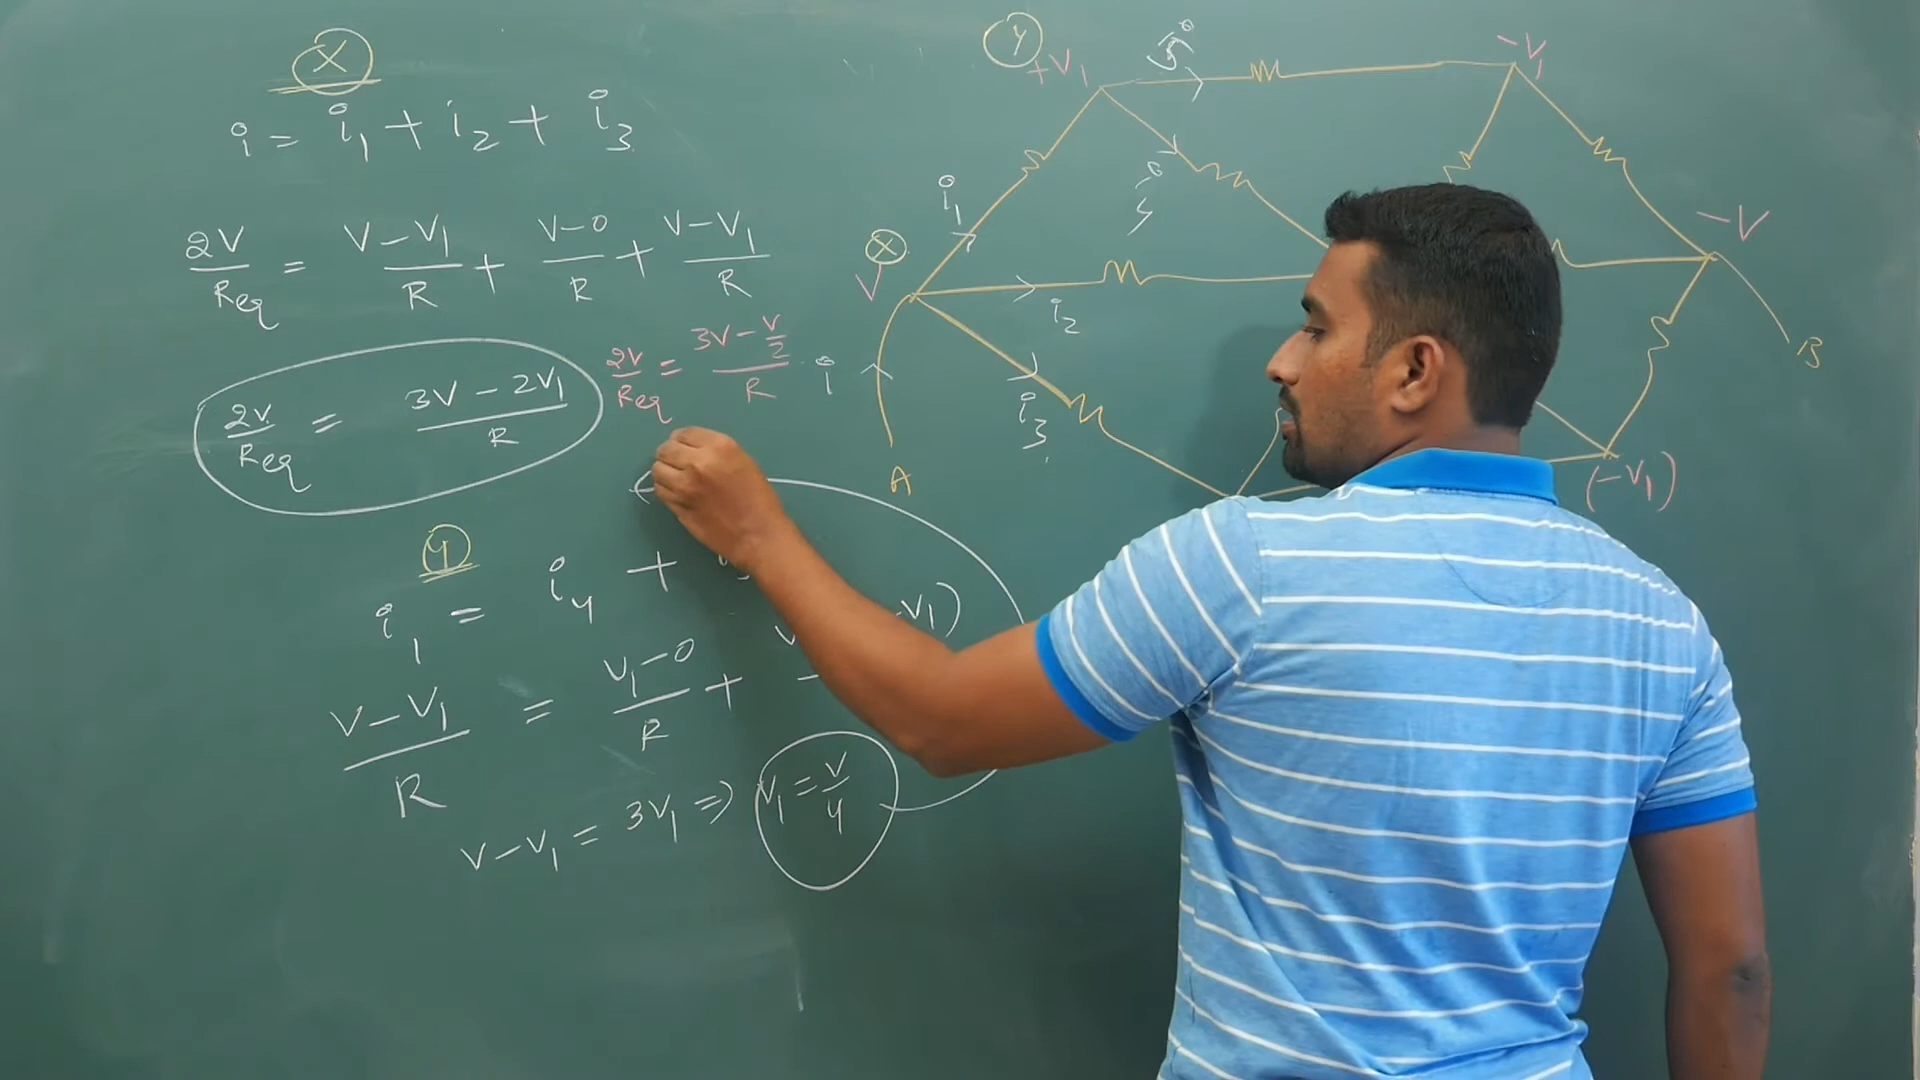 X
i = i₁ + i₂ + i₃
2V/Req = V-V₁/R + V-0/R + V-V₁/R
2V/Req = 3V-2V₁/R
2V/Req = 3V-V/2/R
Y
i₁ = i₄ +
V-V₁/R = V₁-0/R +
-V₁)
V-V₁ = 3V₁ ⇒ V₁ = V/4
Y
+V₁
i₅
-V₁
i₄
i₁
X
V
-V
i₂
i
i₃
A
B
(-V₁)